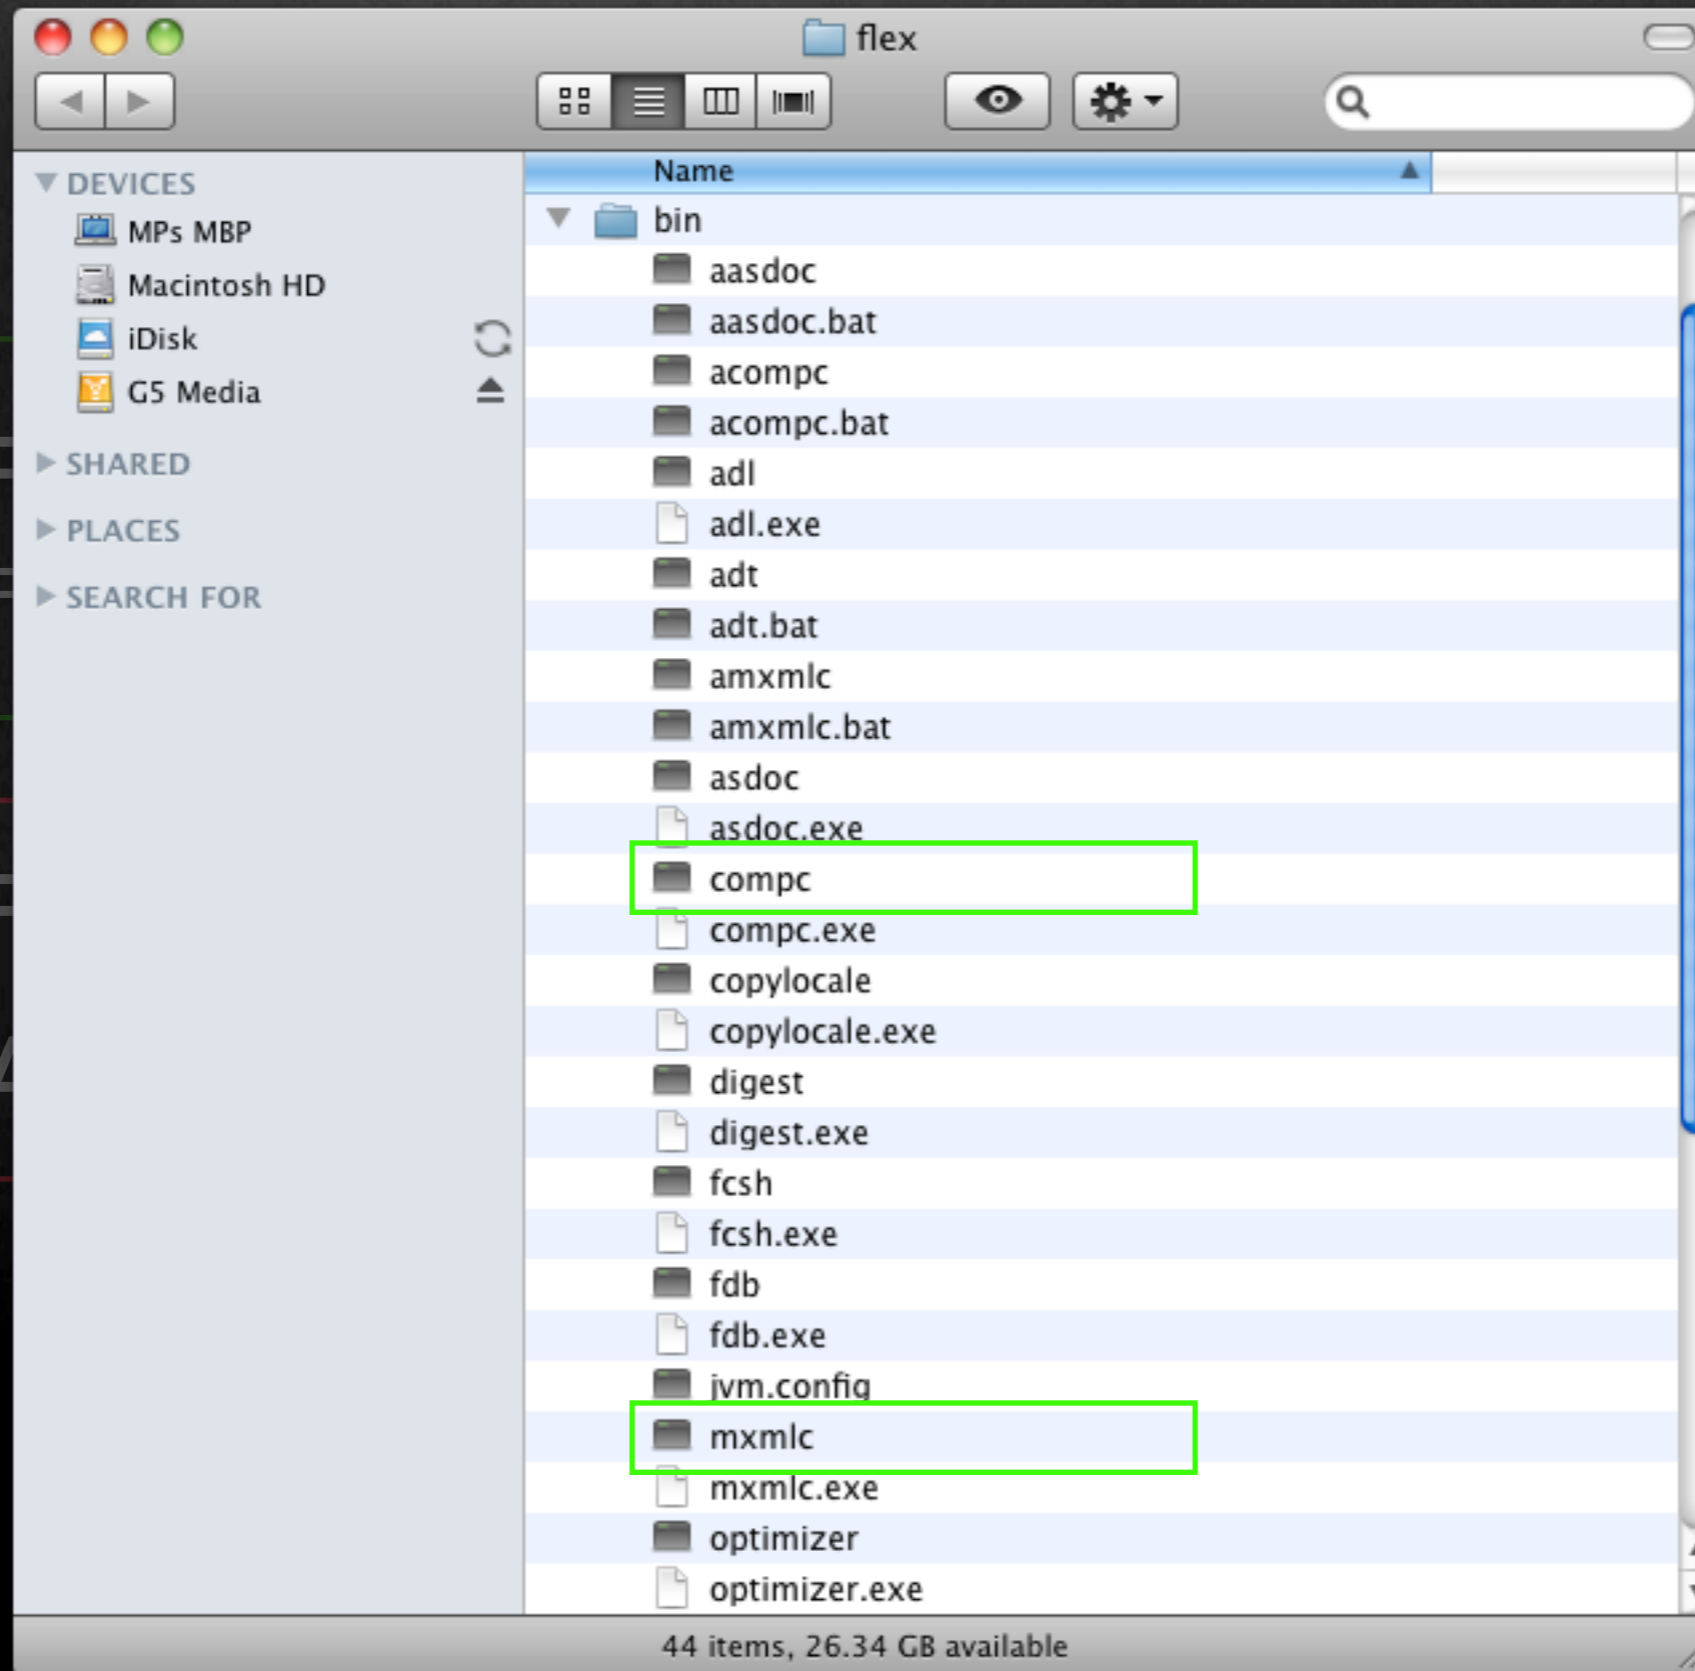 flex
DEVICES
MPs MBP
Macintosh HD
iDisk
G5 Media
SHARED
PLACES
SEARCH FOR
Name
bin
aasdoc
aasdoc.bat
acompc
acompc.bat
adl
adl.exe
adt
adt.bat
amxmlc
amxmlc.bat
asdoc
asdoc.exe
compc
compc.exe
copylocale
copylocale.exe
digest
digest.exe
fcsh
fcsh.exe
fdb
fdb.exe
jvm.config
mxmlc
mxmlc.exe
optimizer
optimizer.exe
44 items, 26.34 GB available